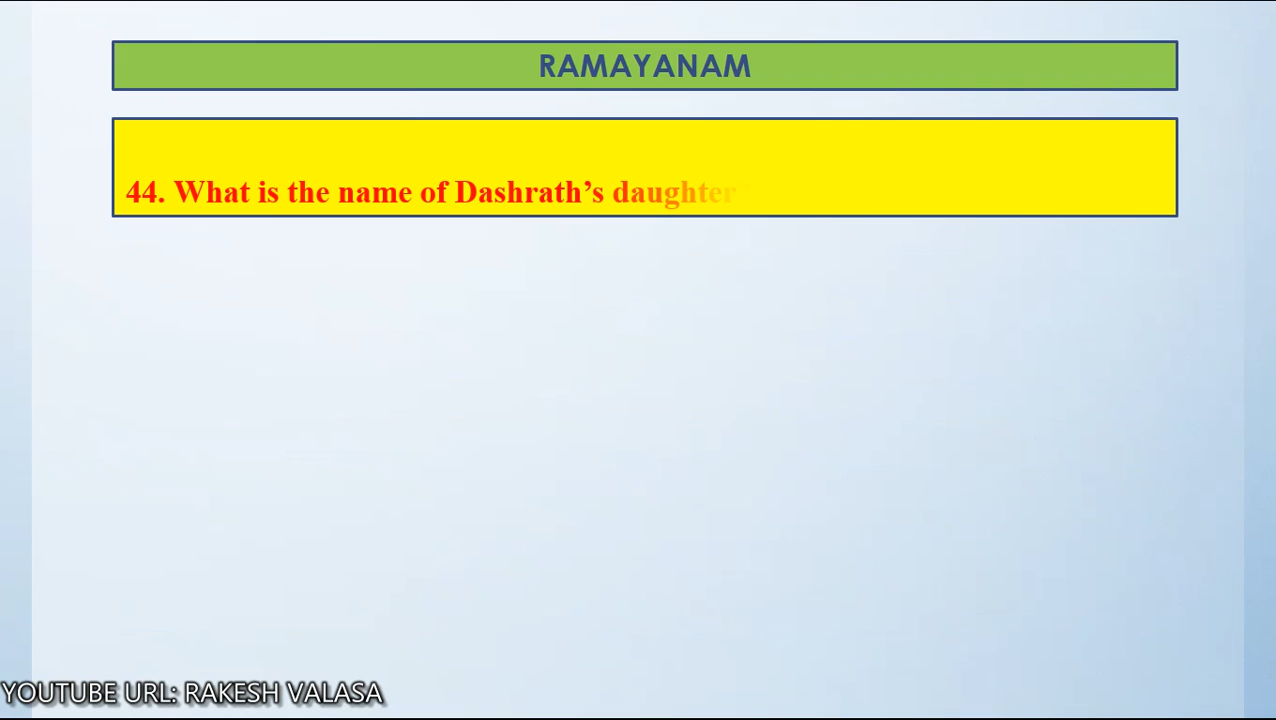 RAMAYANAM
44. What is the name of Dashrath’s daughter
YOUTUBE URL: RAKESH VALASA